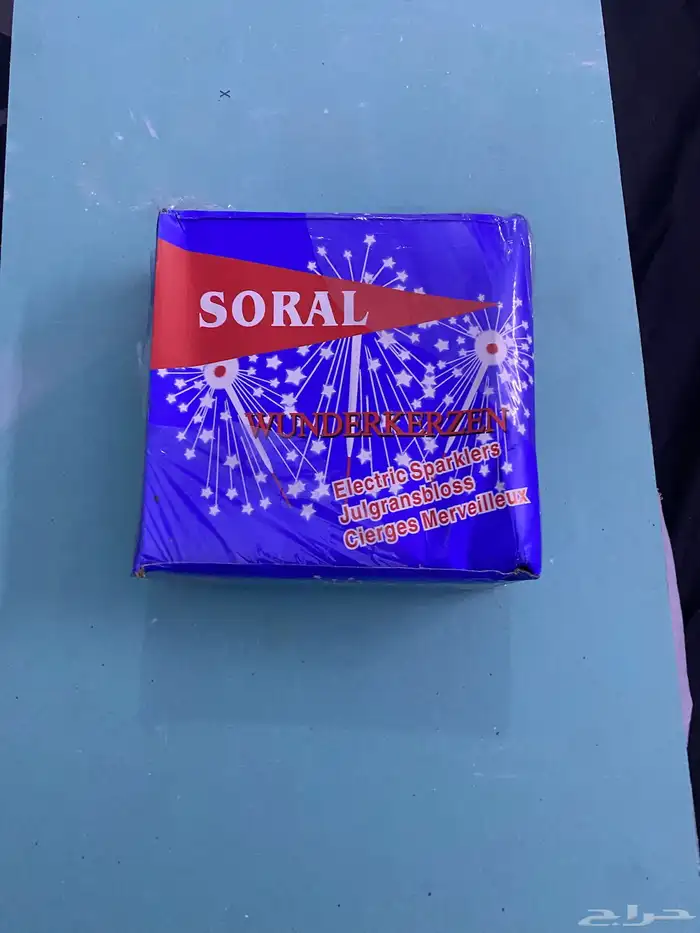 x
SORAL
WUNDERKERZEN
Electric Sparklers
Julgransbloss
Cierges Merveilleux
حراج